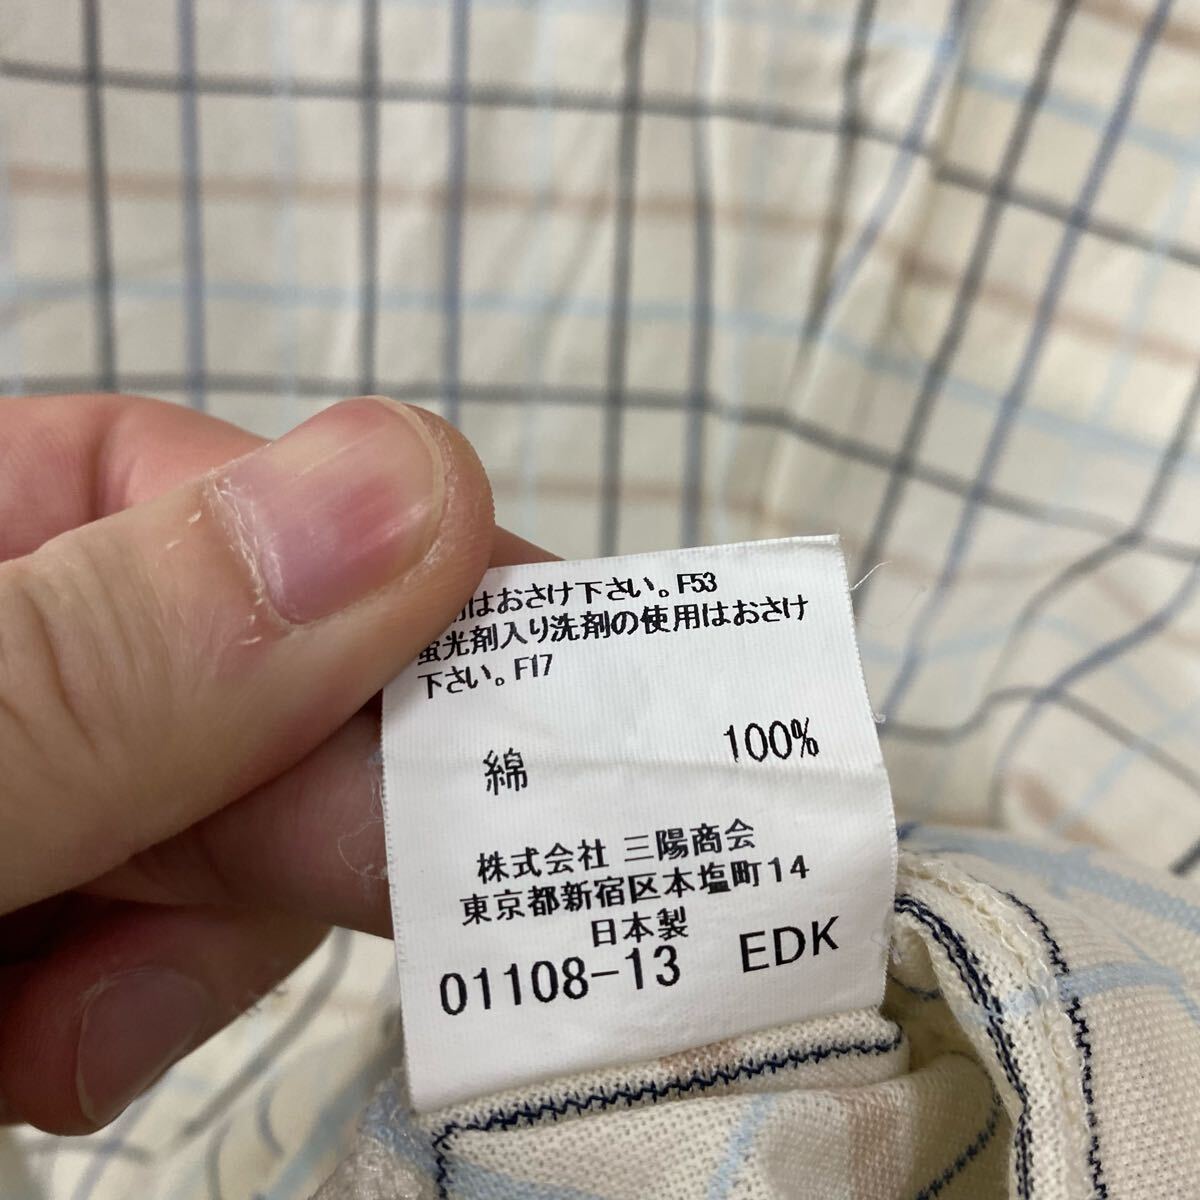 はおさけ下さい。F53
蛍光剤入り洗剤の使用はおさけ
下さい。F17
綿 100%
株式会社 三陽商会
東京都新宿区本塩町14
日本製
01108-13 EDK